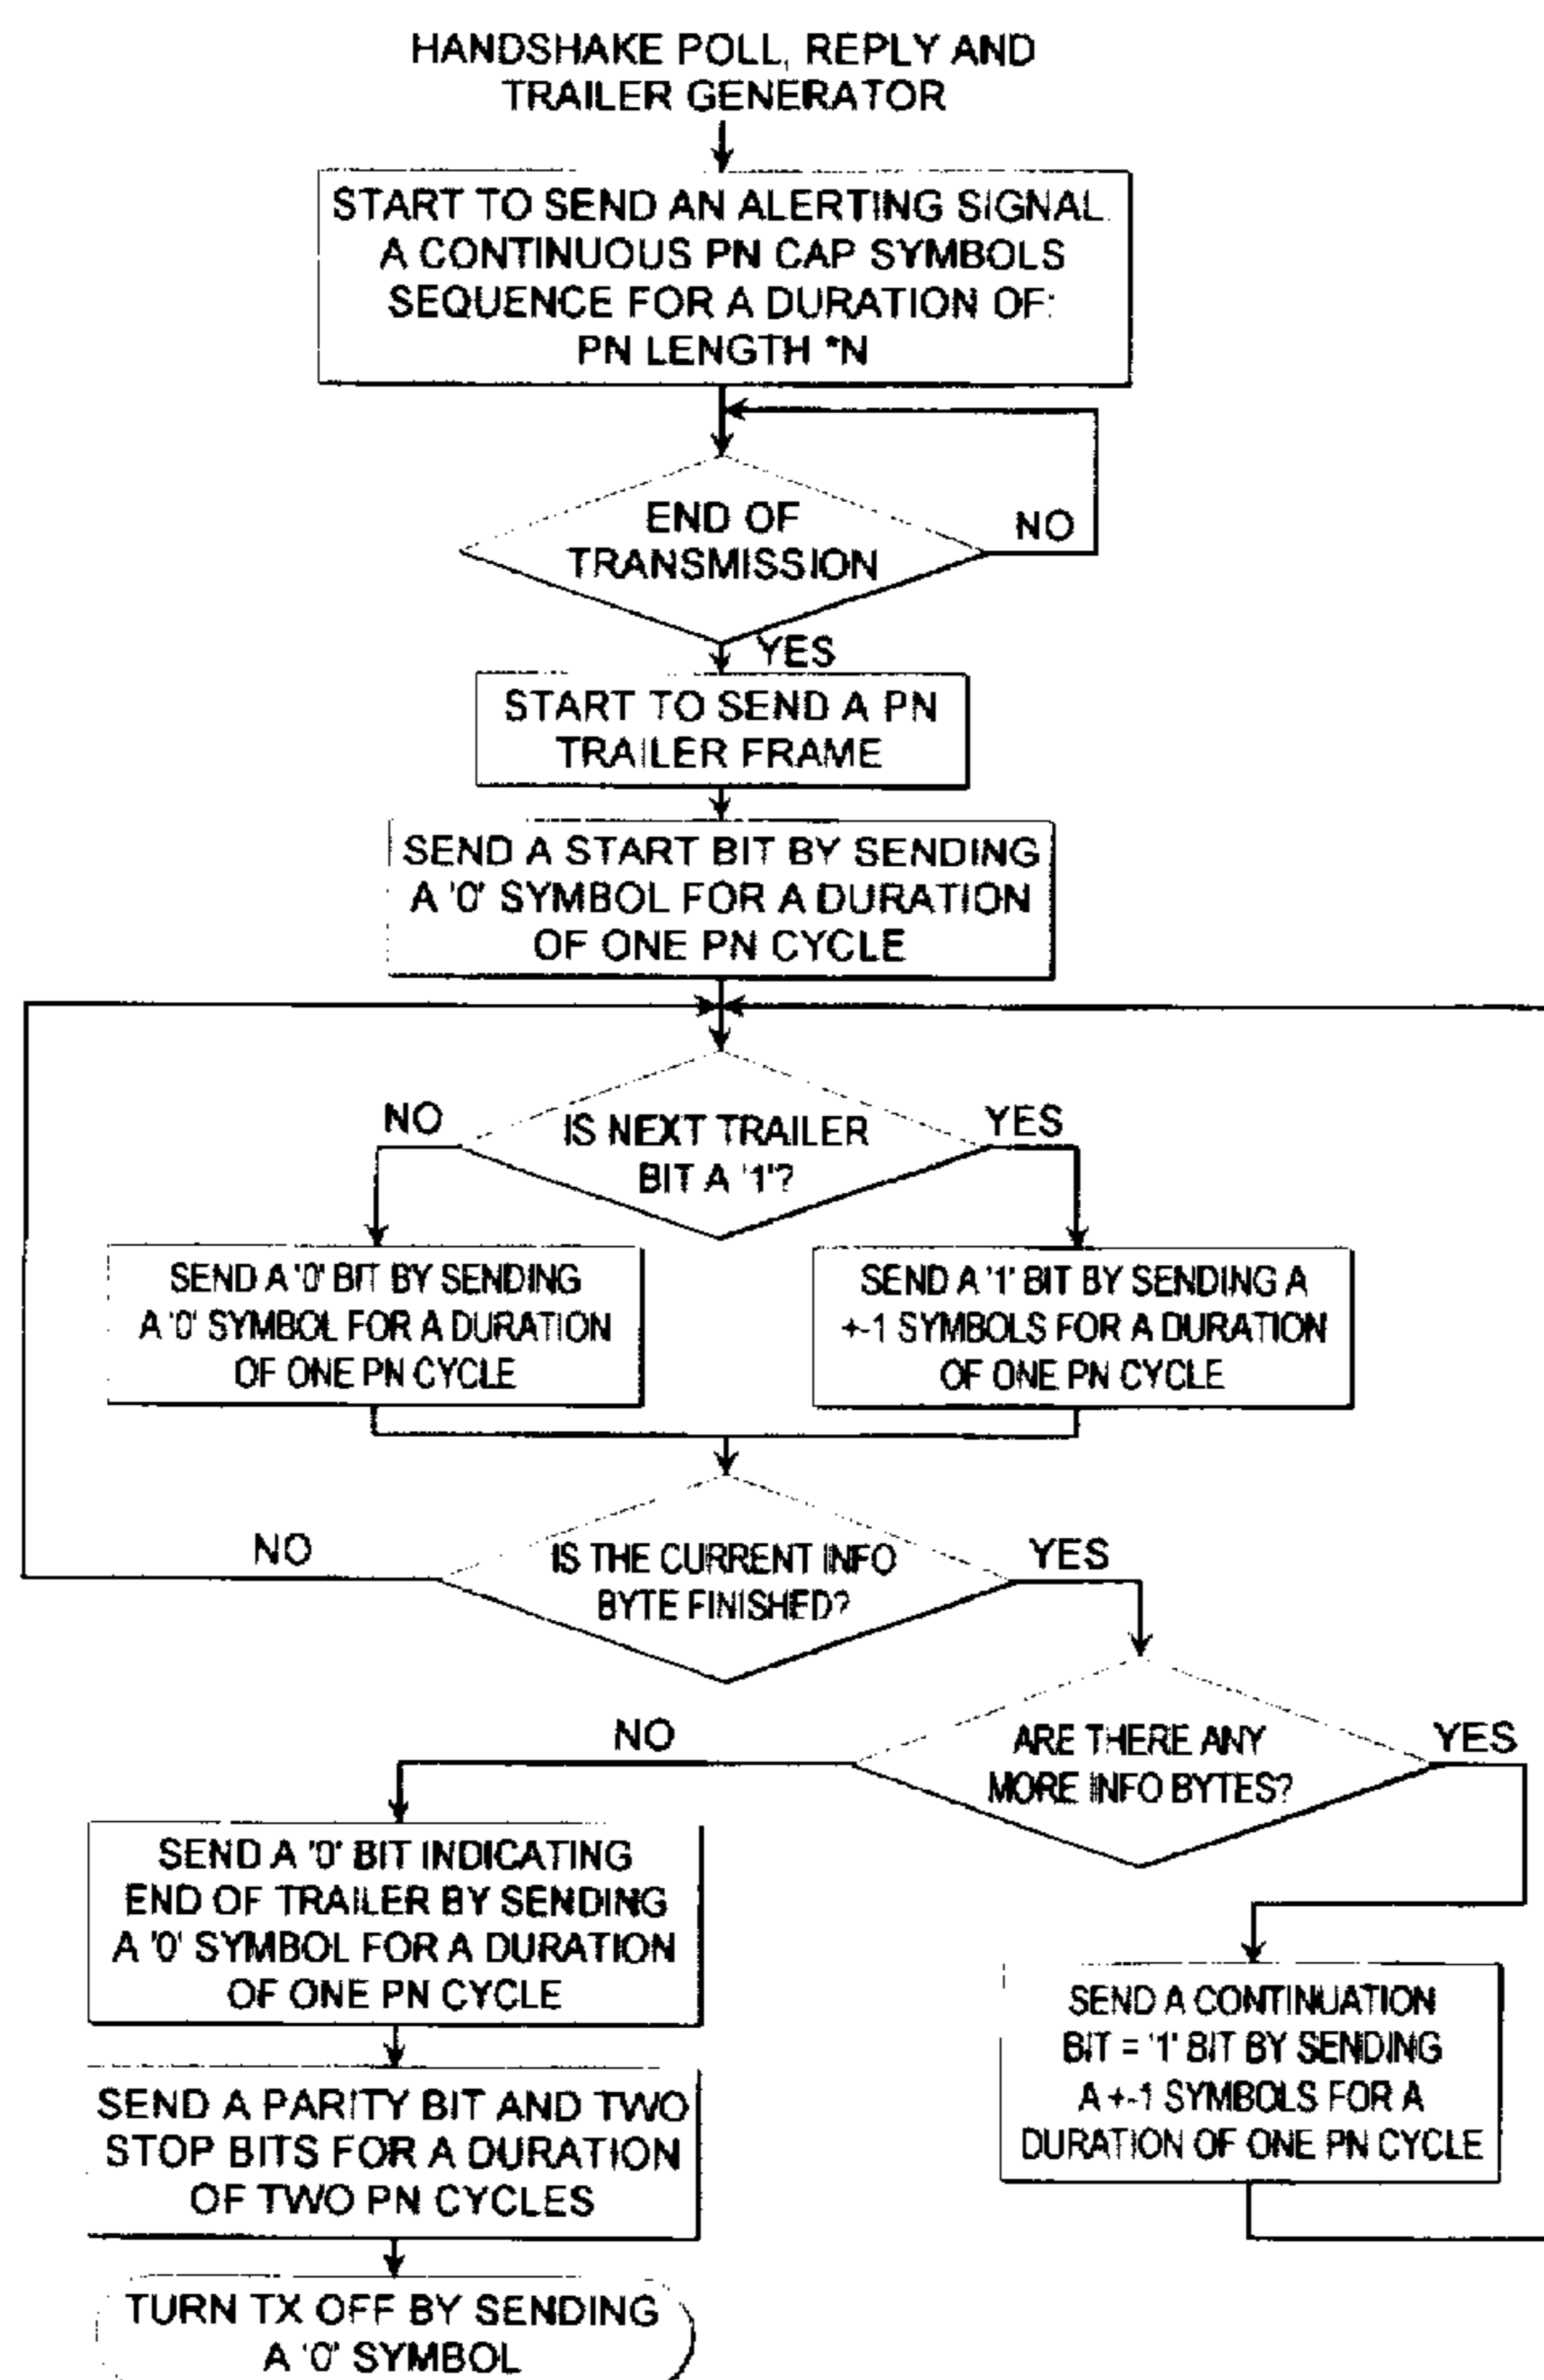 HANDSHAKE POLL, REPLY AND
TRAILER GENERATOR
START TO SEND AN ALERTING SIGNAL.
A CONTINUOUS PN CAP SYMBOLS
SEQUENCE FOR A DURATION OF:
PN LENGTH *N
END OF
TRANSMISSION
NO
YES
START TO SEND A PN
TRAILER FRAME
SEND A START BIT BY SENDING
A '0' SYMBOL FOR A DURATION
OF ONE PN CYCLE
NO
IS NEXT TRAILER
BIT A '1'?
YES
SEND A '0' BIT BY SENDING
A '0' SYMBOL FOR A DURATION
OF ONE PN CYCLE
SEND A '1' BIT BY SENDING A
+-1 SYMBOLS FOR A DURATION
OF ONE PN CYCLE
NO
IS THE CURRENT INFO
BYTE FINISHED?
YES
NO
ARE THERE ANY
MORE INFO BYTES?
YES
SEND A '0' BIT INDICATING
END OF TRAILER BY SENDING
A '0' SYMBOL FOR A DURATION
OF ONE PN CYCLE
SEND A CONTINUATION
BIT = '1' BIT BY SENDING
A +-1 SYMBOLS FOR A
DURATION OF ONE PN CYCLE
SEND A PARITY BIT AND TWO
STOP BITS FOR A DURATION
OF TWO PN CYCLES
TURN TX OFF BY SENDING
A '0' SYMBOL